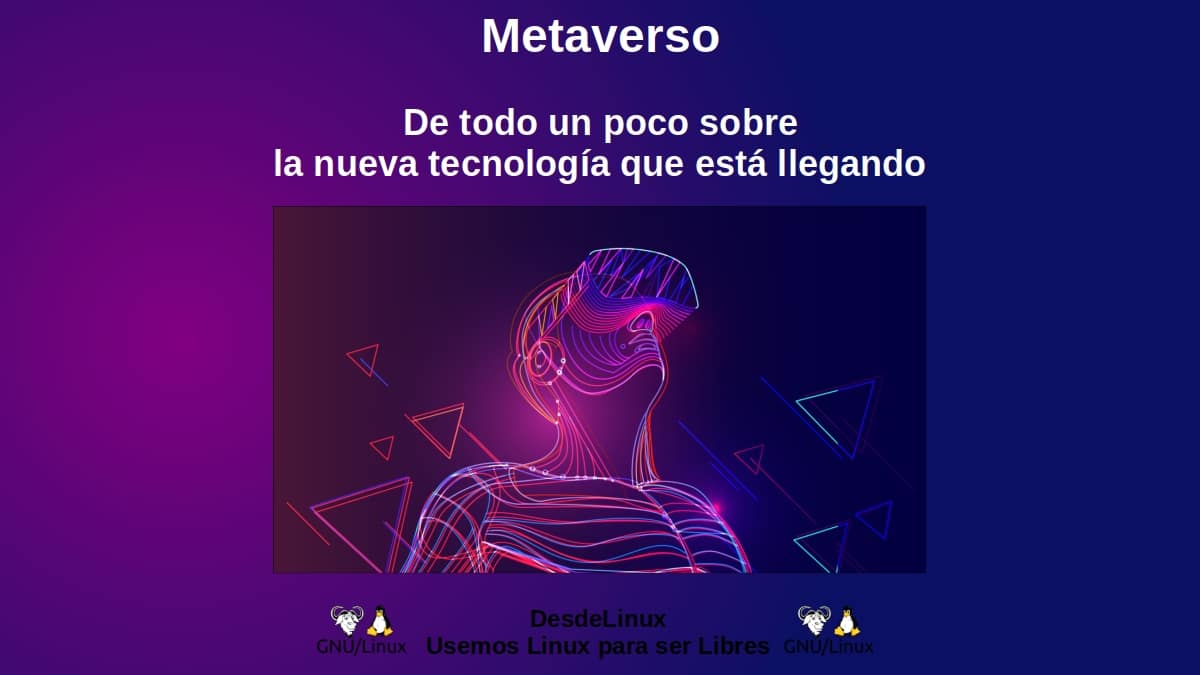 Metaverso
De todo un poco sobre
la nueva tecnología que está llegando
DesdeLinux
GNU/Linux Usemos Linux para ser Libres GNU/Linux